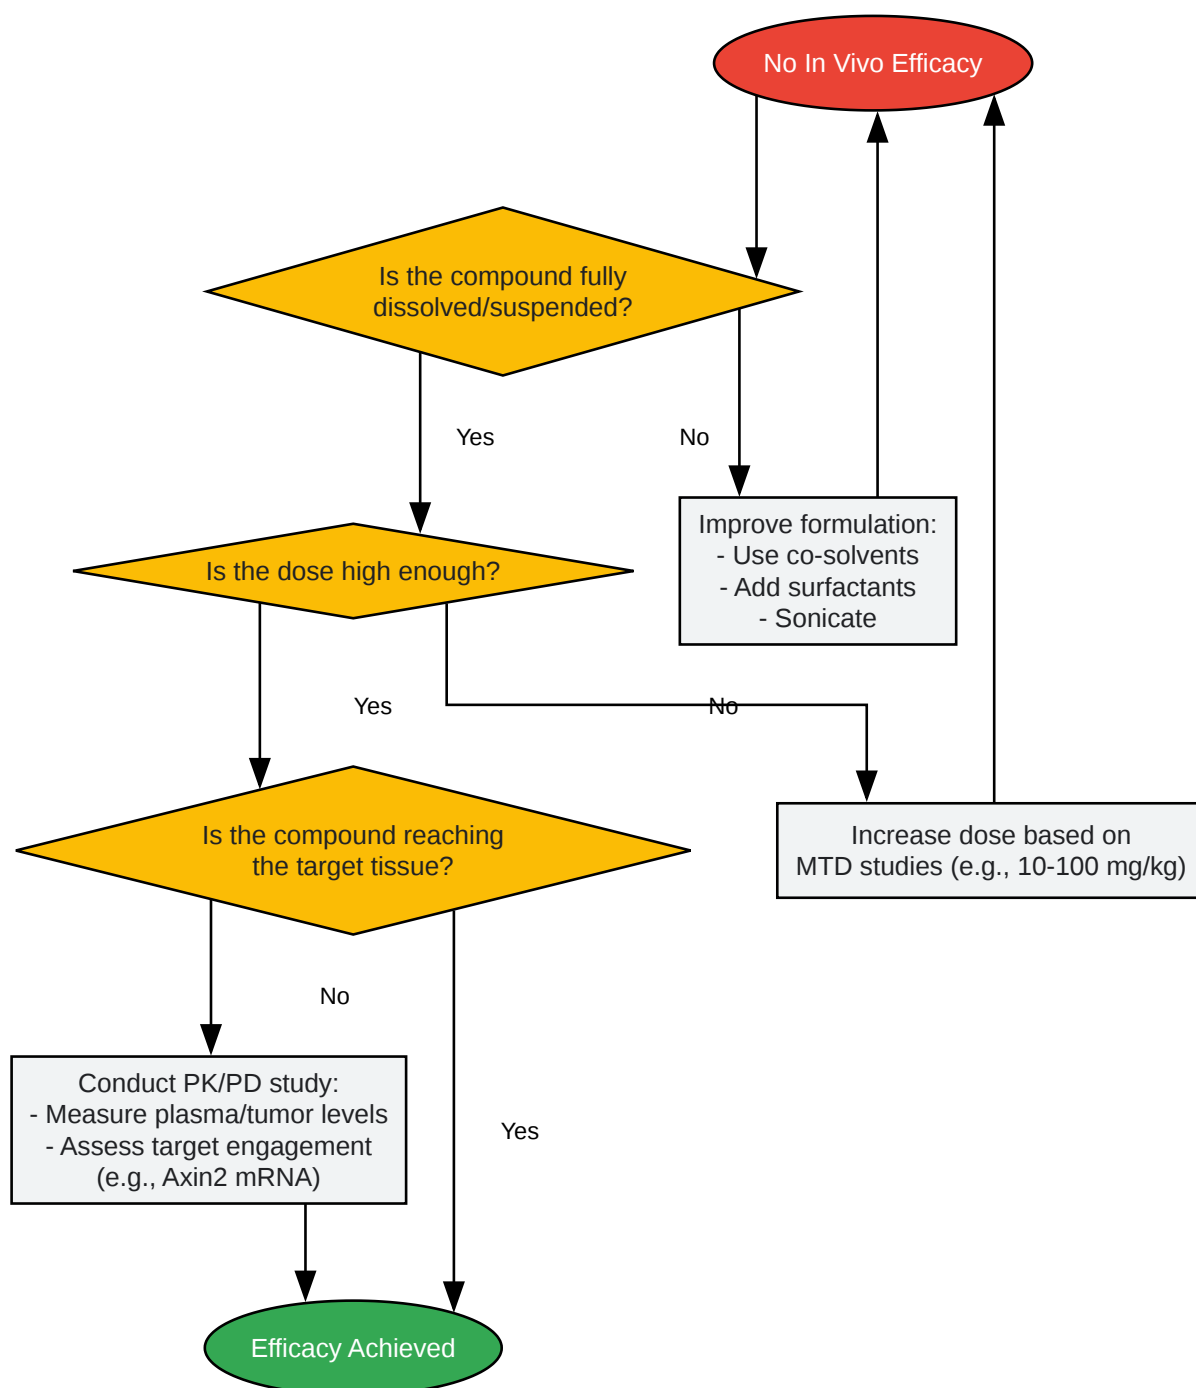 No In Vivo Efficacy
Is the compound fully
dissolved/suspended?
Yes
No
Improve formulation:
- Use co-solvents
- Add surfactants
- Sonicate
Is the dose high enough?
Yes
No
Is the compound reaching
the target tissue?
Increase dose based on
MTD studies (e.g., 10-100 mg/kg)
No
Conduct PK/PD study:
- Measure plasma/tumor levels
- Assess target engagement
(e.g., Axin2 mRNA)
Yes
Efficacy Achieved